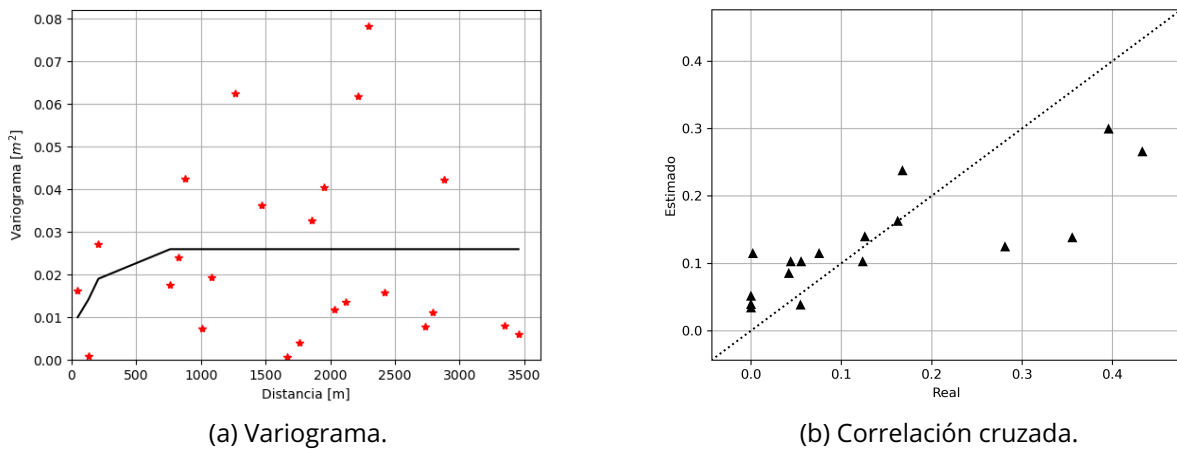 0.08
0.07
0.06
0.05
0.04
0.03
0.02
0.01
0.00
Variograma [m²]
0 500 1000 1500 2000 2500 3000 3500
Distancia [m]
(a) Variograma.
0.4
0.3
0.2
0.1
0.0
Estimado
0.0 0.1 0.2 0.3 0.4
Real
(b) Correlación cruzada.